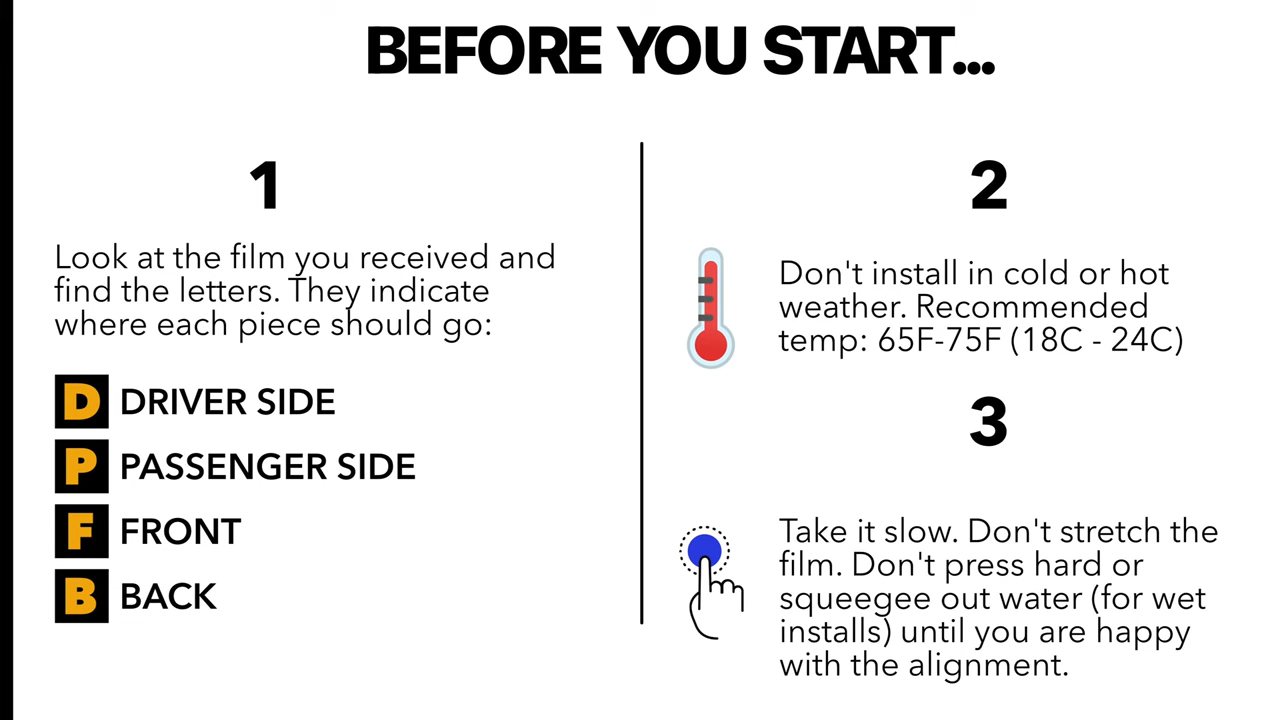 BEFORE YOU START...
1
Look at the film you received and
find the letters. They indicate
where each piece should go:
D DRIVER SIDE
P PASSENGER SIDE
F FRONT
B BACK
2
Don't install in cold or hot
weather. Recommended
temp: 65F-75F (18C - 24C)
3
Take it slow. Don't stretch the
film. Don't press hard or
squeegee out water (for wet
installs) until you are happy
with the alignment.